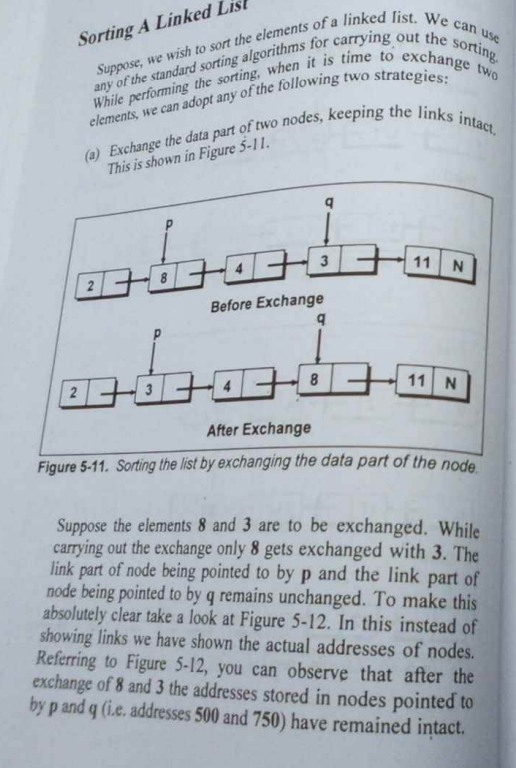 Sorting A Linked List
Suppose, we wish to sort the elements of a linked list. We can use
any of the standard sorting algorithms for carrying out the sorting.
While performing the sorting, when it is time to exchange two
elements, we can adopt any of the following two strategies:
(a) Exchange the data part of two nodes, keeping the links intact.
This is shown in Figure 5-11.
p q
2 8 4 3 11 N
Before Exchange
p q
2 3 4 8 11 N
After Exchange
Figure 5-11. Sorting the list by exchanging the data part of the node.
Suppose the elements 8 and 3 are to be exchanged. While
carrying out the exchange only 8 gets exchanged with 3. The
link part of node being pointed to by p and the link part of
node being pointed to by q remains unchanged. To make this
absolutely clear take a look at Figure 5-12. In this instead of
showing links we have shown the actual addresses of nodes.
Referring to Figure 5-12, you can observe that after the
exchange of 8 and 3 the addresses stored in nodes pointed to
by p and q (i.e. addresses 500 and 750) have remained intact.